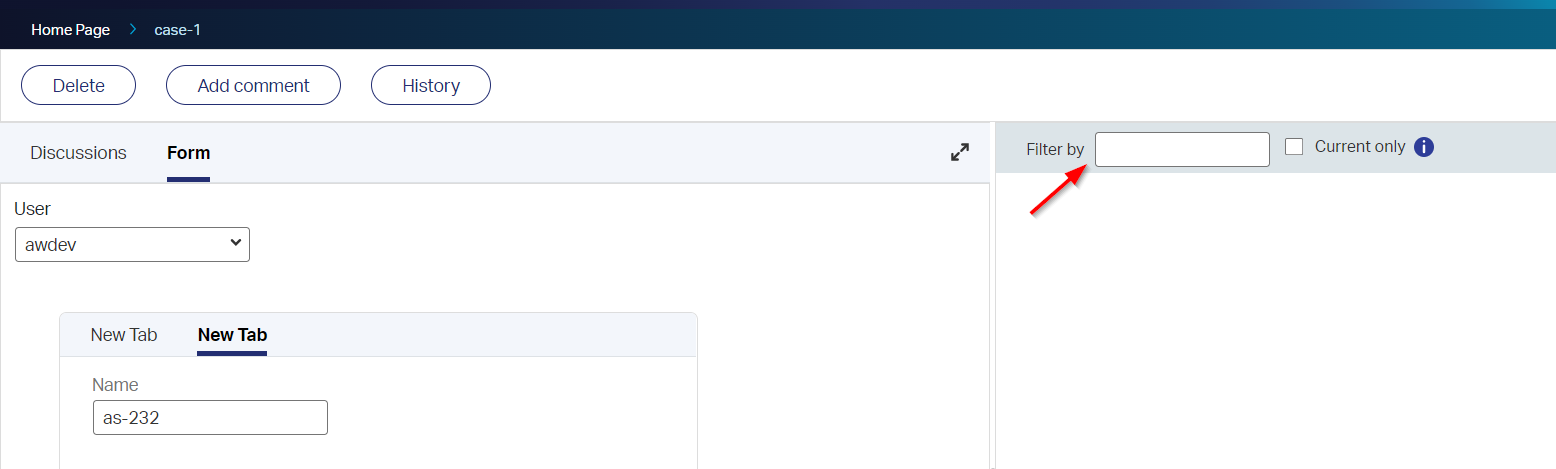 Home Page > case-1
Delete Add comment History
Discussions Form
Filter by Current only i
User
awdev
New Tab New Tab
Name
as-232